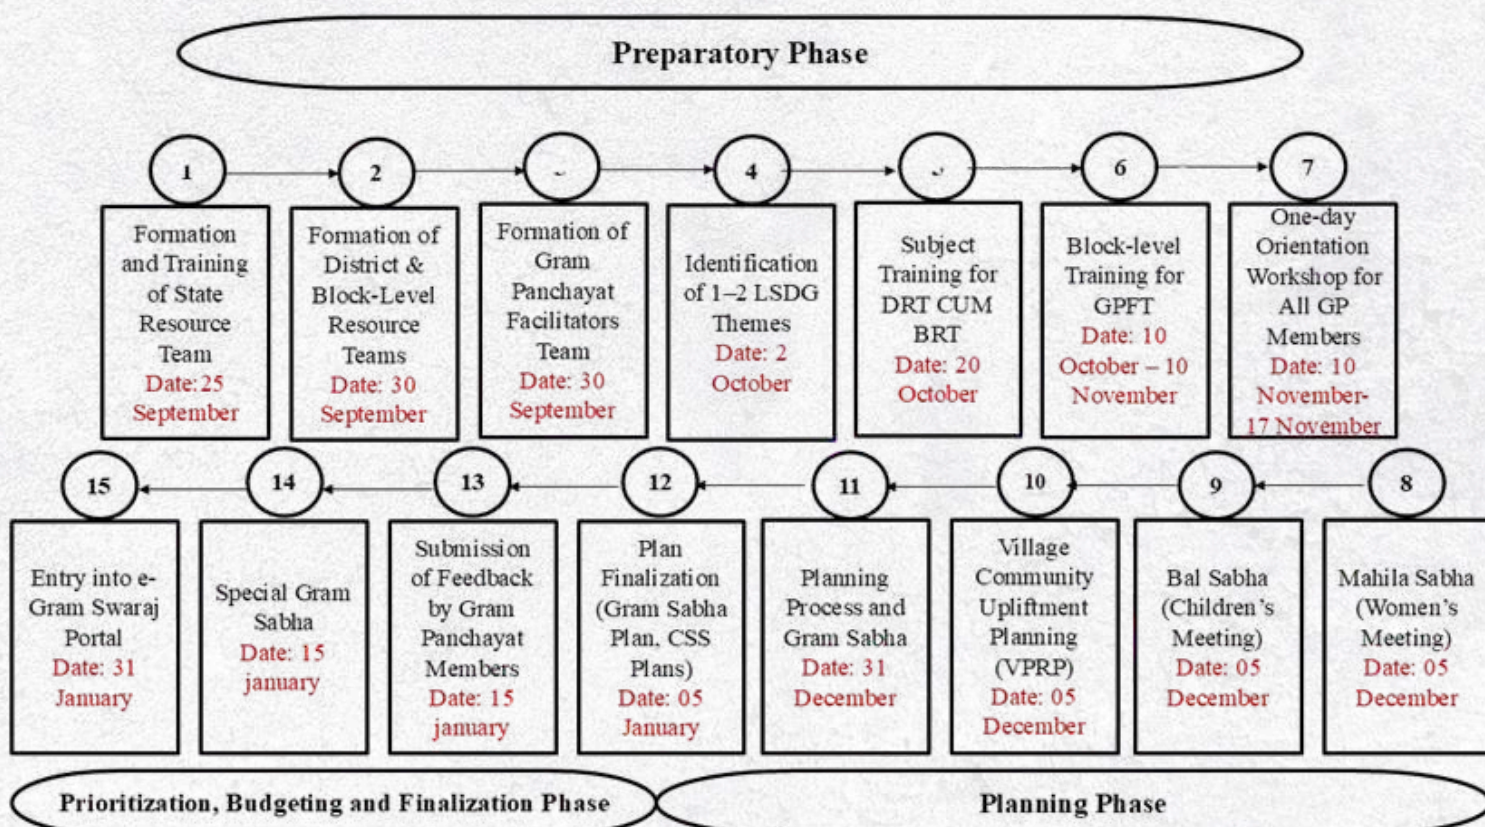 Preparatory Phase
1
2
4
6
7
Formation
and Training
of State
Resource
Team
Date:25
September
Formation of
District &
Block-Level
Resource
Teams
Date: 30
September
Formation of
Gram
Panchayat
Facilitators
Team
Date: 30
September
Identification
of 1–2 LSDG
Themes
Date: 2
October
Subject
Training for
DRT CUM
BRT
Date: 20
October
Block-level
Training for
GPFT
Date: 10
October – 10
November
One-day
Orientation
Workshop for
All GP
Members
Date: 10
November-
17 November
8
Mahila Sabha
(Women’s
Meeting)
Date: 05
December
9
Bal Sabha
(Children’s
Meeting)
Date: 05
December
10
Village
Community
Upliftment
Planning
(VPRP)
Date: 05
December
11
Planning
Process and
Gram Sabha
Date: 31
December
12
Plan
Finalization
(Gram Sabha
Plan, CSS
Plans)
Date: 05
January
13
Submission
of Feedback
by Gram
Panchayat
Members
Date: 15
january
14
Special Gram
Sabha
Date: 15
january
15
Entry into e-
Gram Swaraj
Portal
Date: 31
January
Prioritization, Budgeting and Finalization Phase
Planning Phase